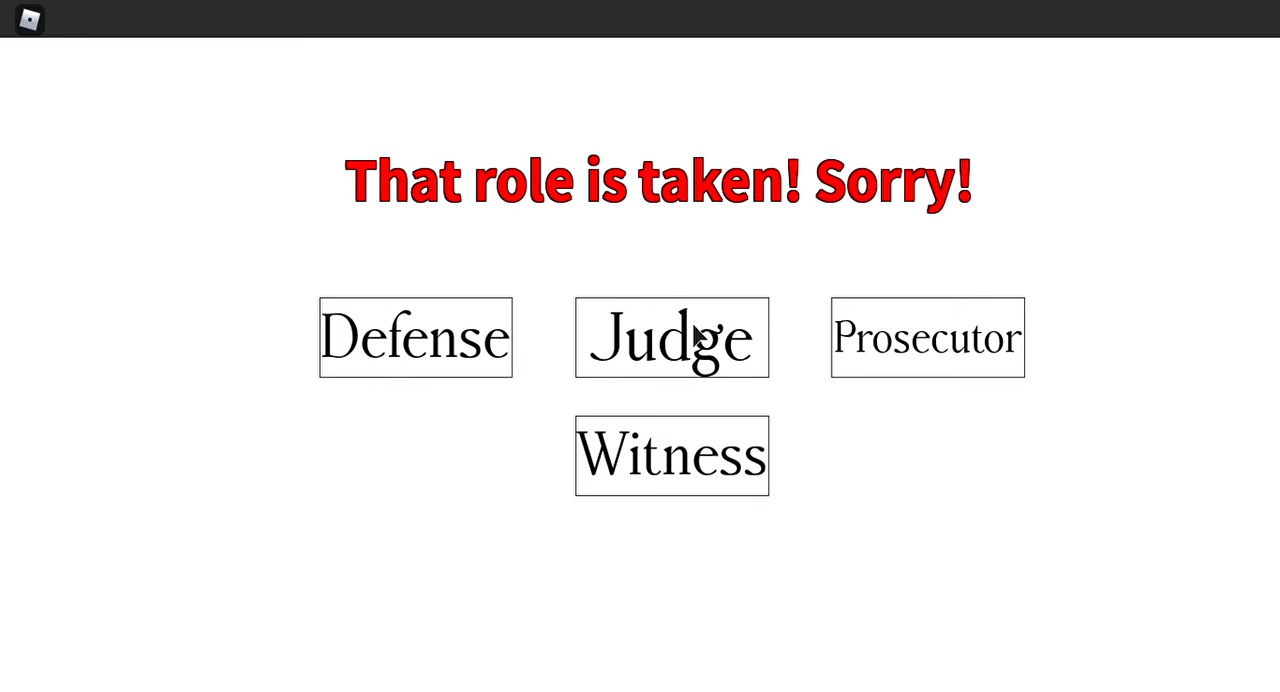 That role is taken! Sorry!
Defense
Judge
Prosecutor
Witness